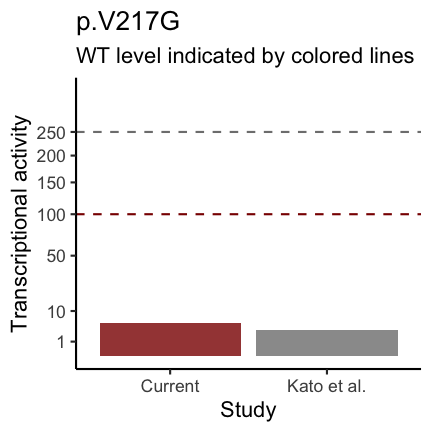 p.V217G
WT level indicated by colored lines
Transcriptional activity
250
200
150
100
50
10
1
Current
Kato et al.
Study